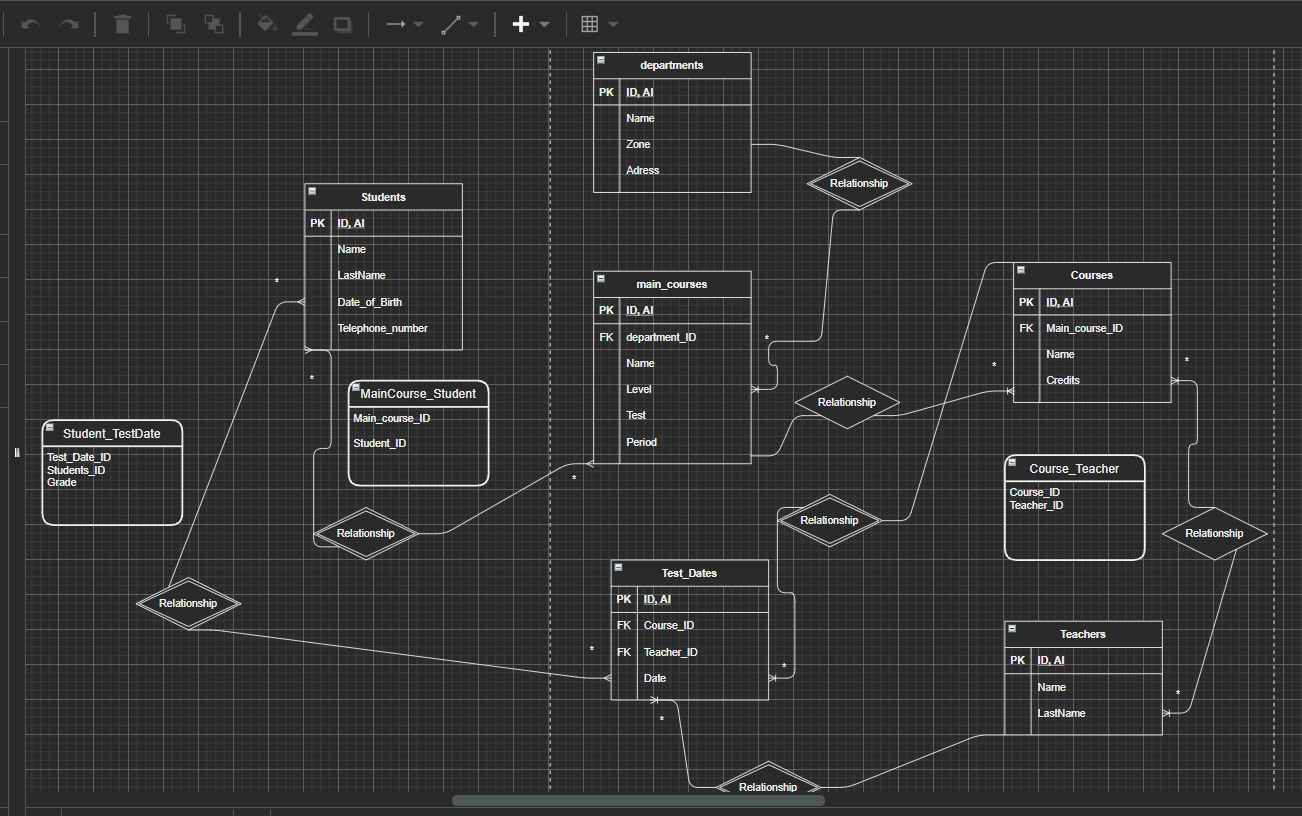 departments
PK ID, AI
Name
Zone
Adress
Relationship
Students
PK ID, AI
Name
LastName
Date_of_Birth
Telephone_number
*
*
main_courses
PK ID, AI
FK department_ID
Name
Level
Test
Period
*
*
Relationship
Courses
PK ID, AI
FK Main_course_ID
Name
Credits
*
*
MainCourse_Student
Main_course_ID
Student_ID
Student_TestDate
Test_Date_ID
Students_ID
Grade
Course_Teacher
Course_ID
Teacher_ID
Relationship
Relationship
Relationship
Relationship
Test_Dates
PK ID, AI
FK Course_ID
FK Teacher_ID
Date
*
*
*
Teachers
PK ID, AI
Name
LastName
*
Relationship